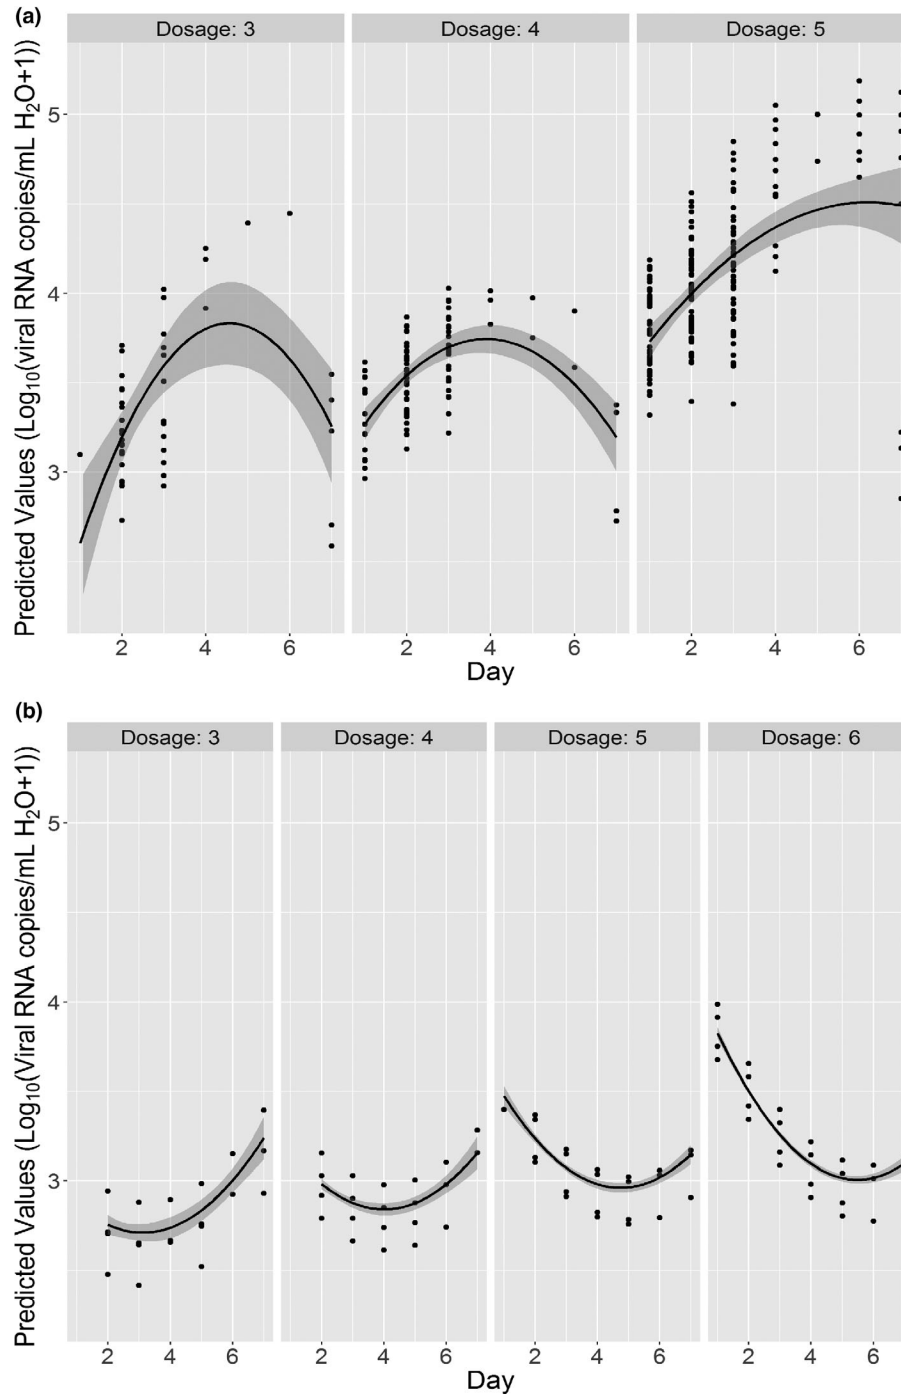 (a)
Dosage: 3 Dosage: 4 Dosage: 5
Predicted Values (Log₁₀(viral RNA copies/mL H₂O+1))
5
4
3
2 4 6 2 4 6 2 4 6
Day
(b)
Dosage: 3 Dosage: 4 Dosage: 5 Dosage: 6
Predicted Values (Log₁₀(Viral RNA copies/mL H₂O+1))
5
4
3
2 4 6 2 4 6 2 4 6 2 4 6
Day